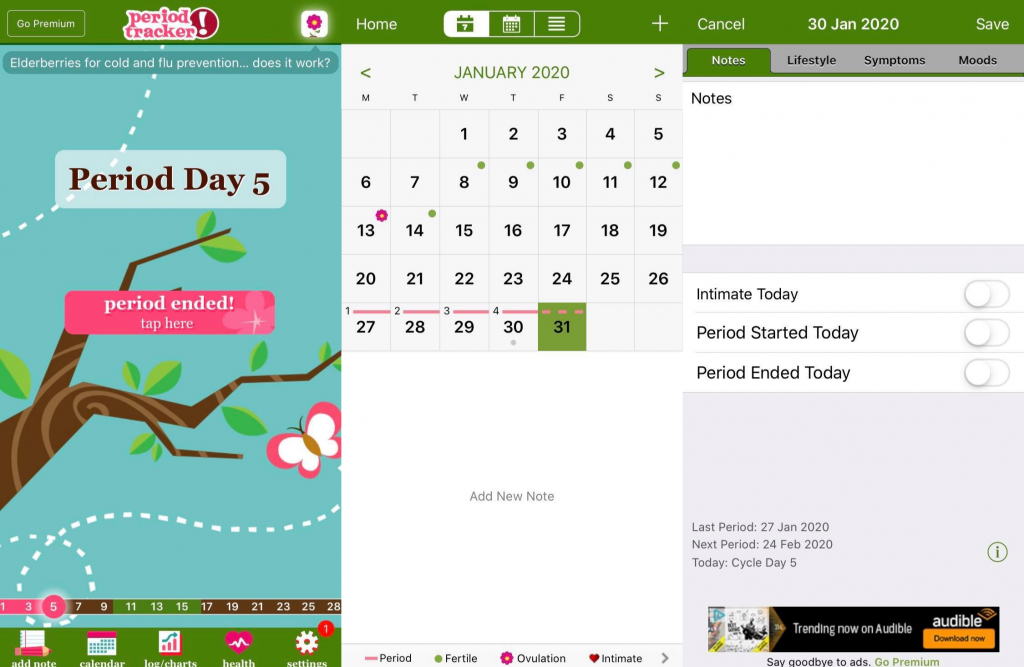 Go Premium
period
tracker!
Elderberries for cold and flu prevention... does it work?
Period Day 5
period ended!
tap here
1 3 5 7 9 11 13 15 17 19 21 23 25 28
1
add note calendar log/charts health settings
Home
7
+
< JANUARY 2020 >
M T W T F S S
1 2 3 4 5
6 7 8 9 10 11 12
13 14 15 16 17 18 19
20 21 22 23 24 25 26
1 2 3 4
27 28 29 30 31
Add New Note
Period Fertile Ovulation Intimate >
Cancel 30 Jan 2020 Save
Notes Lifestyle Symptoms Moods
Notes
Intimate Today
Period Started Today
Period Ended Today
Last Period: 27 Jan 2020
Next Period: 24 Feb 2020
Today: Cycle Day 5
i
Trending now on Audible
audible
Download now
Say goodbye to ads. Go Premium